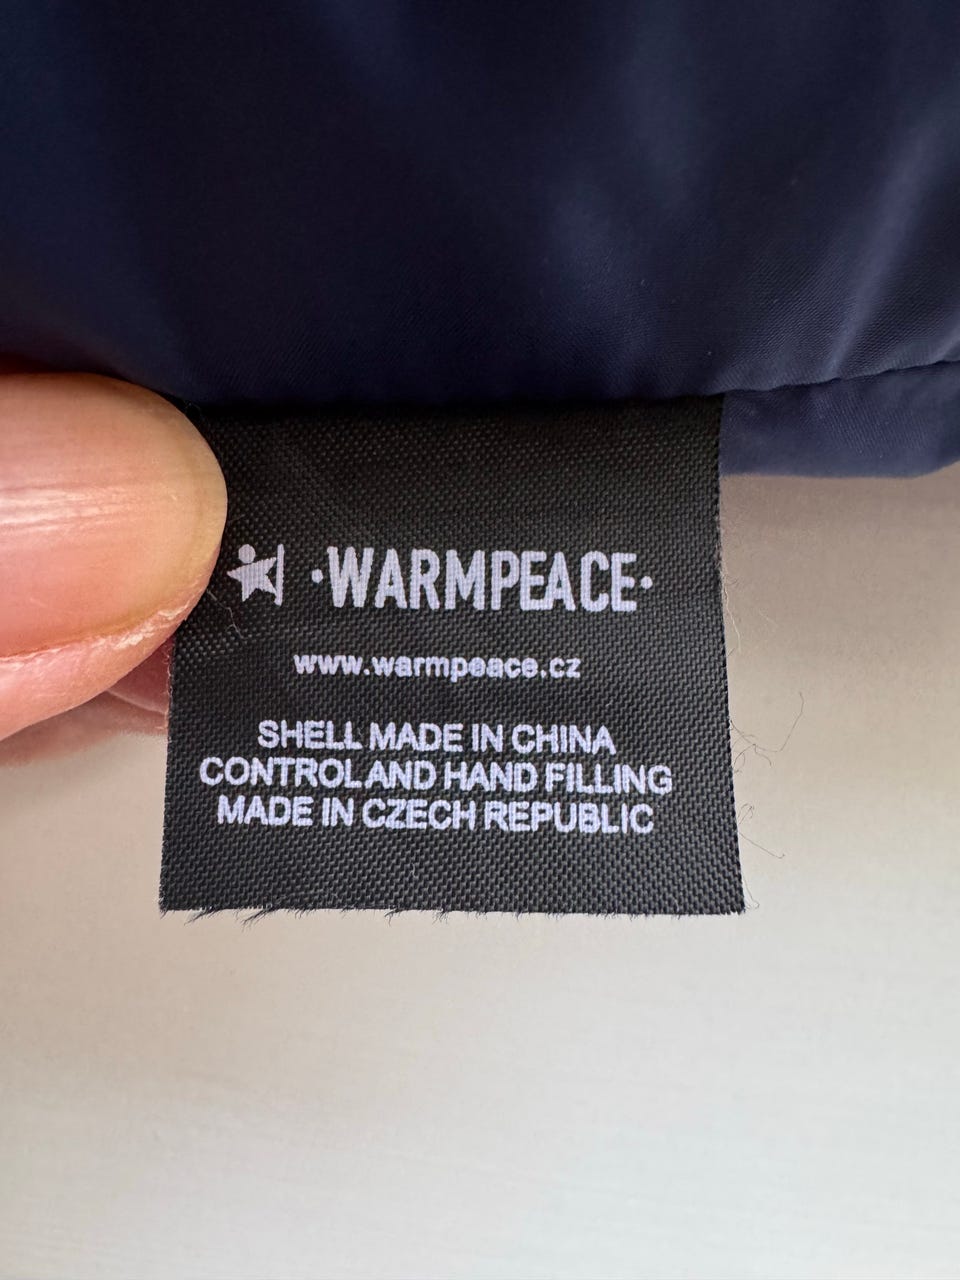 ·WARMPEACE·
www.warmpeace.cz
SHELL MADE IN CHINA
CONTROL AND HAND FILLING
MADE IN CZECH REPUBLIC